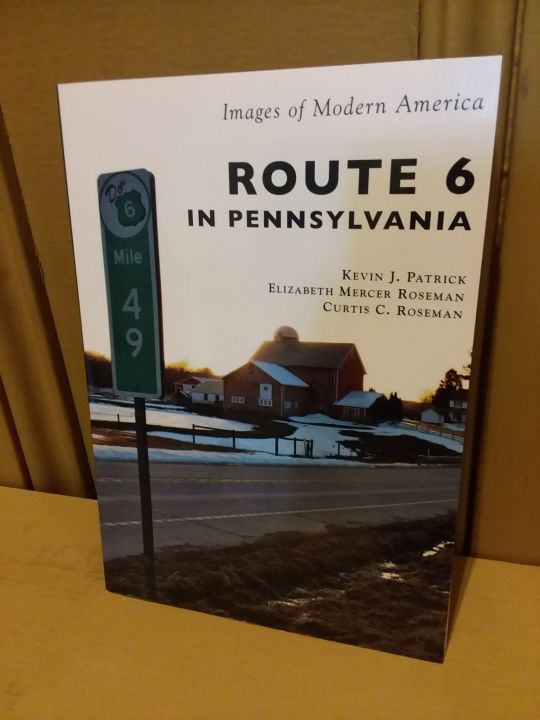 Images of Modern America
ROUTE 6
IN PENNSYLVANIA
KEVIN J. PATRICK
ELIZABETH MERCER ROSEMAN
CURTIS C. ROSEMAN
Do
6
Mile
4
9